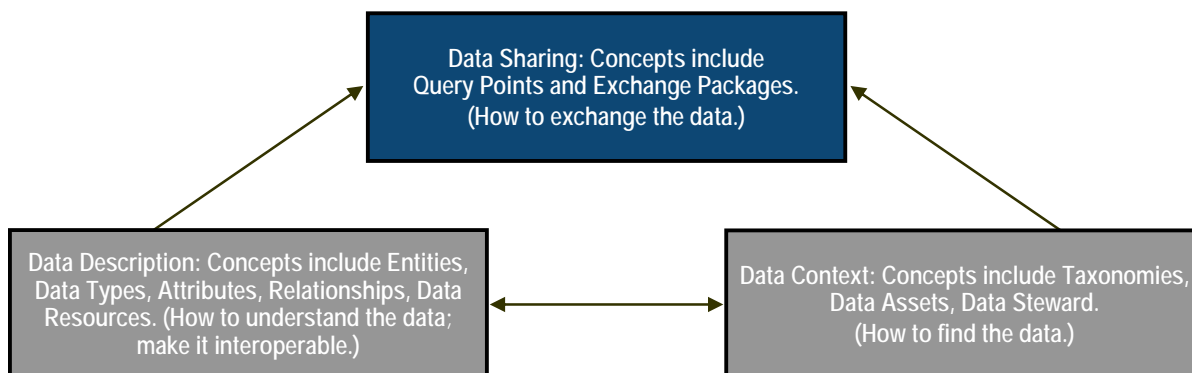 Data Sharing: Concepts include
Query Points and Exchange Packages.
(How to exchange the data.)
Data Description: Concepts include Entities,
Data Types, Attributes, Relationships, Data
Resources. (How to understand the data;
make it interoperable.)
Data Context: Concepts include Taxonomies,
Data Assets, Data Steward.
(How to find the data.)